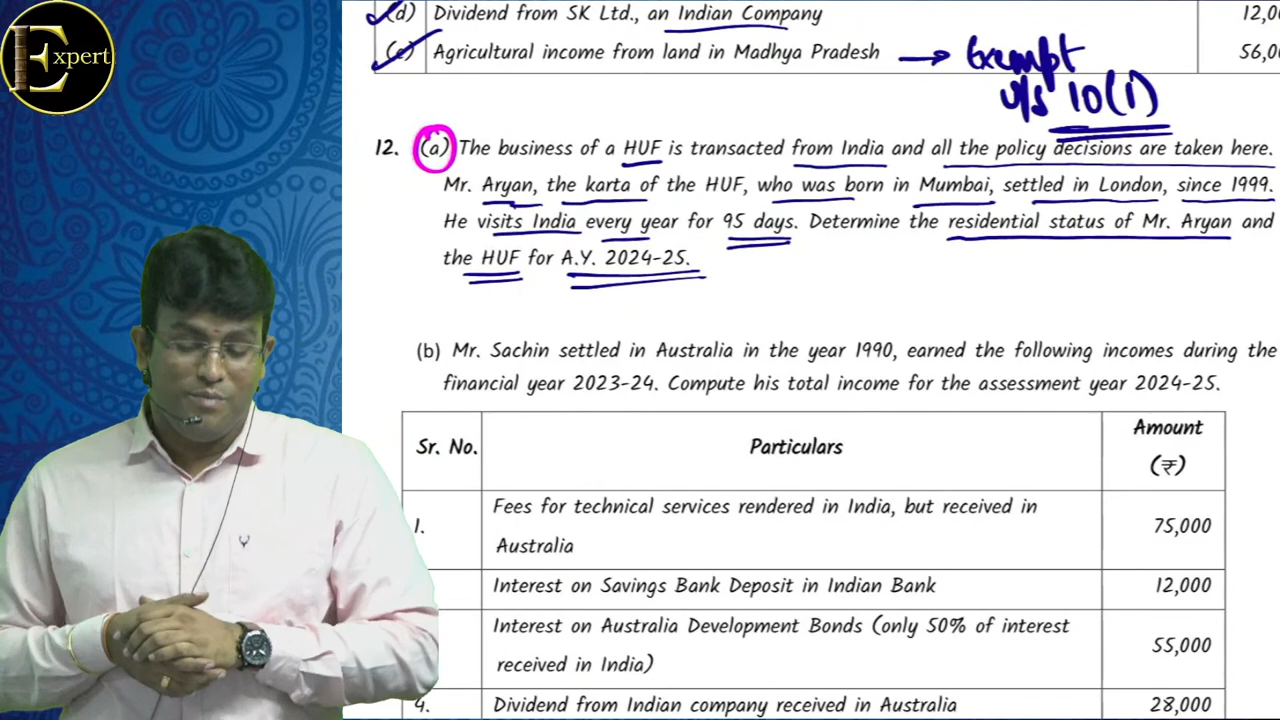 Expert
(d) Dividend from SK Ltd., an Indian Company 12,0
(e) Agricultural income from land in Madhya Pradesh → Exempt 56,0
u/s 10(1)
12. (a) The business of a HUF is transacted from India and all the policy decisions are taken here.
Mr. Aryan, the karta of the HUF, who was born in Mumbai, settled in London, since 1999.
He visits India every year for 95 days. Determine the residential status of Mr. Aryan and
the HUF for A.Y. 2024-25.
(b) Mr. Sachin settled in Australia in the year 1990, earned the following incomes during the
financial year 2023-24. Compute his total income for the assessment year 2024-25.
Sr. No. Particulars Amount
(₹)
1. Fees for technical services rendered in India, but received in
Australia 75,000
Interest on Savings Bank Deposit in Indian Bank 12,000
Interest on Australia Development Bonds (only 50% of interest
received in India) 55,000
4. Dividend from Indian company received in Australia 28,000